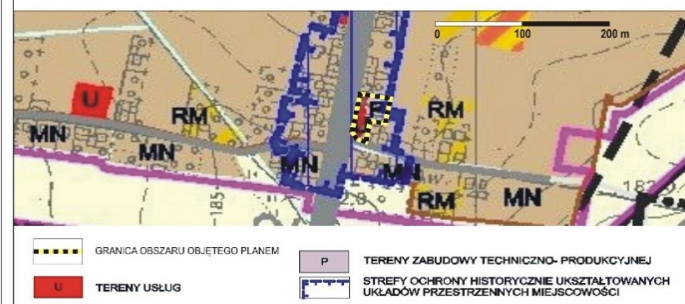 0 100 200 m
U
P
RM
RM
MN
MN
MN
MN
RM
MN
185
GRANICA OBSZARU OBJĘTEGO PLANEM
P TERENY ZABUDOWY TECHNICZNO- PRODUKCYJNEJ
U TERENY USŁUG
STREFY OCHRONY HISTORYCZNIE UKSZTAŁTOWANYCH
UKŁADÓW PRZESTRZENNYCH MIEJSCOWOŚCI